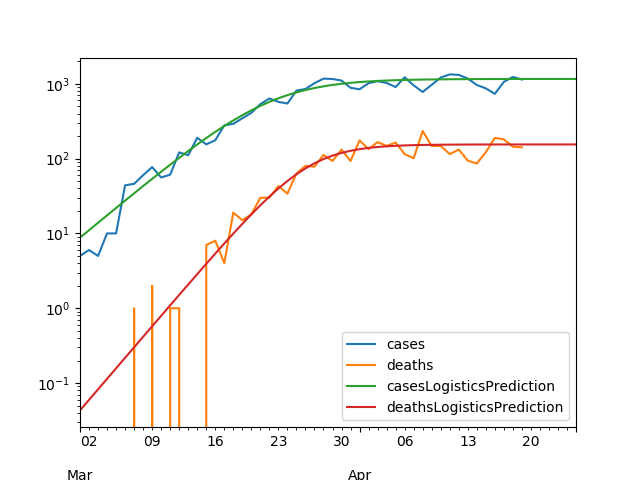 10³
10²
10¹
10⁰
10⁻¹
02 09 16 23 30 06 13 20
Mar Apr
cases
deaths
casesLogisticsPrediction
deathsLogisticsPrediction